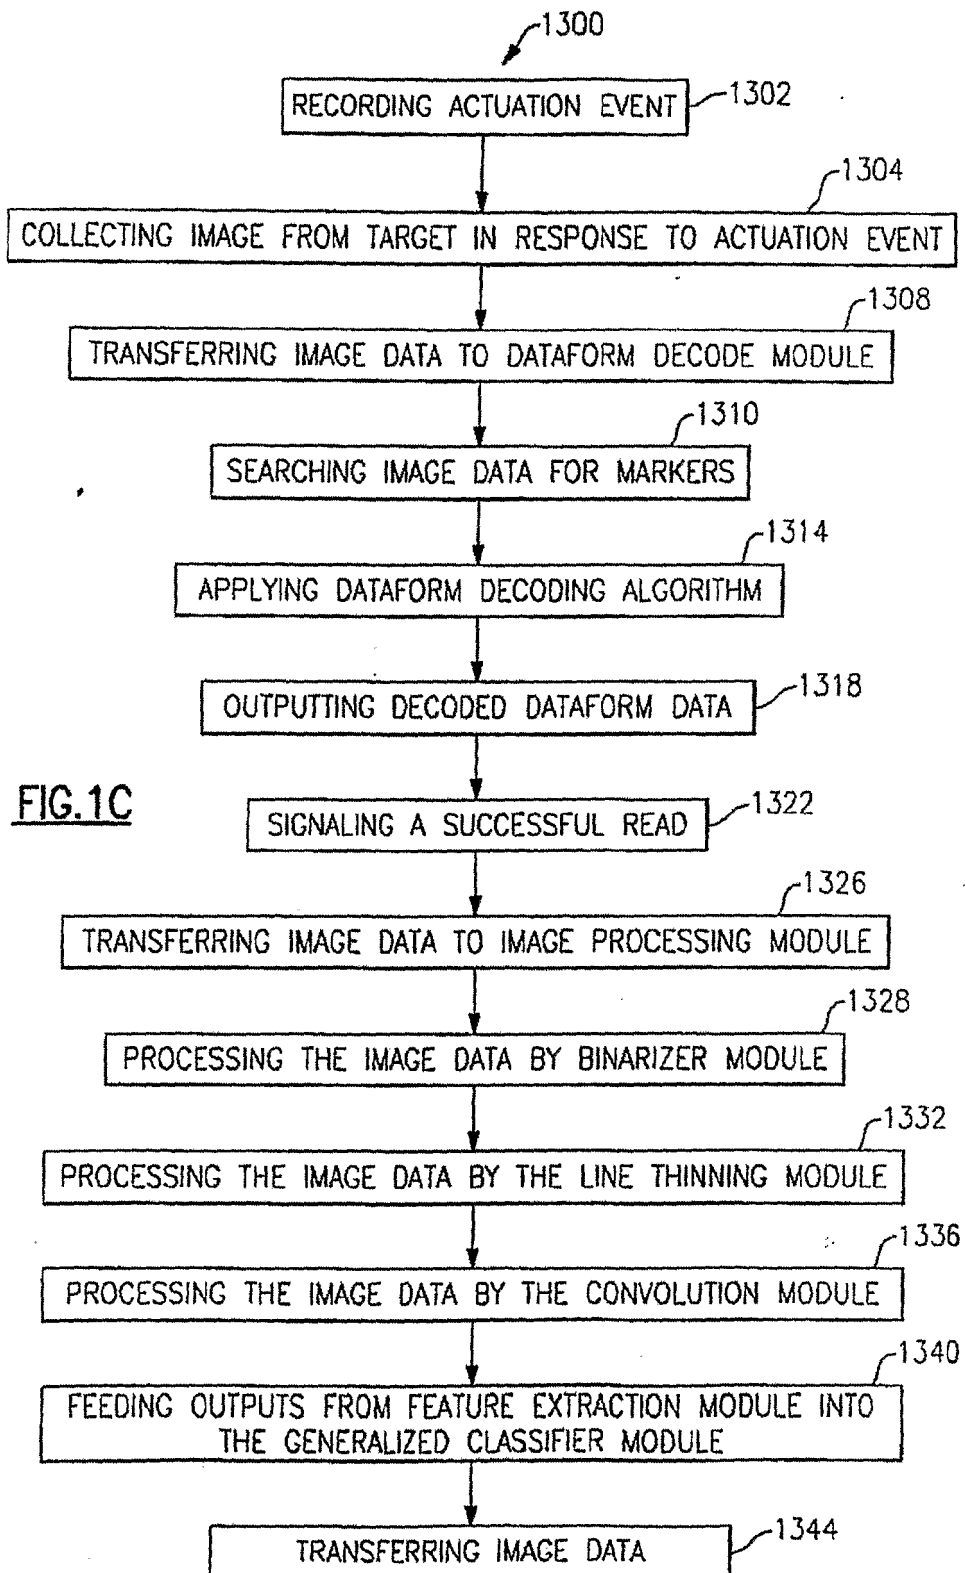 1300
RECORDING ACTUATION EVENT
1302
1304
COLLECTING IMAGE FROM TARGET IN RESPONSE TO ACTUATION EVENT
1308
TRANSFERRING IMAGE DATA TO DATAFORM DECODE MODULE
1310
SEARCHING IMAGE DATA FOR MARKERS
1314
APPLYING DATAFORM DECODING ALGORITHM
1318
OUTPUTTING DECODED DATAFORM DATA
FIG.1C
1322
SIGNALING A SUCCESSFUL READ
1326
TRANSFERRING IMAGE DATA TO IMAGE PROCESSING MODULE
1328
PROCESSING THE IMAGE DATA BY BINARIZER MODULE
1332
PROCESSING THE IMAGE DATA BY THE LINE THINNING MODULE
1336
PROCESSING THE IMAGE DATA BY THE CONVOLUTION MODULE
1340
FEEDING OUTPUTS FROM FEATURE EXTRACTION MODULE INTO
THE GENERALIZED CLASSIFIER MODULE
1344
TRANSFERRING IMAGE DATA